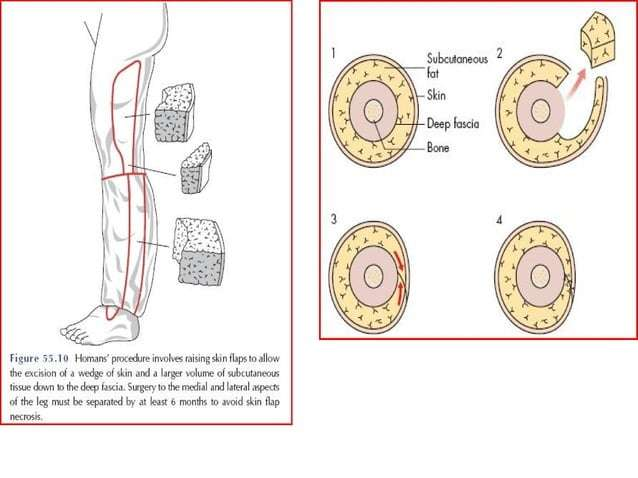 Figure 55.10 Homans' procedure involves raising skin flaps to allow
the excision of a wedge of skin and a larger volume of subcutaneous
tissue down to the deep fascia. Surgery to the medial and lateral aspects
of the leg must be separated by at least 6 months to avoid skin flap
necrosis.
1
Subcutaneous
fat
Skin
Deep fascia
Bone
2
3
4